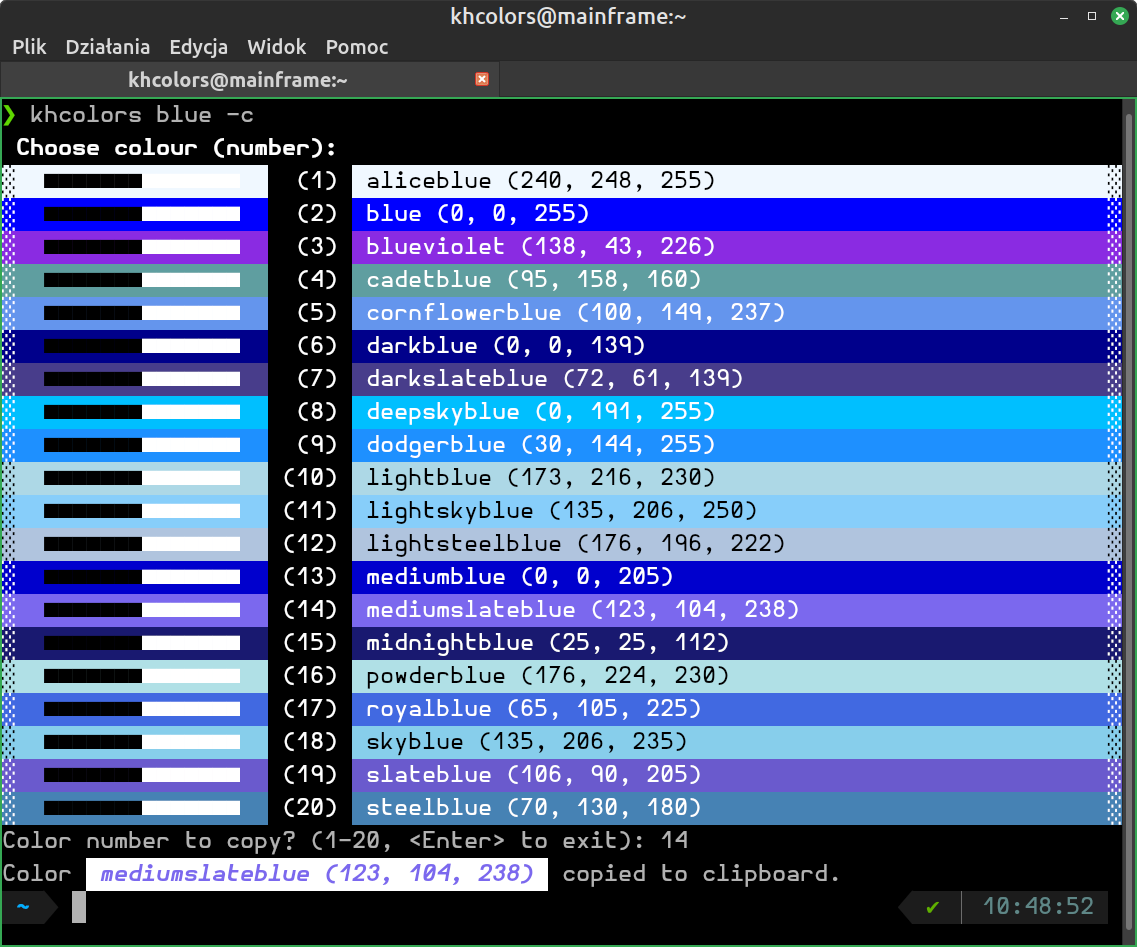 khcolors@mainframe:~
Plik Działania Edycja Widok Pomoc
khcolors@mainframe:~
❯ khcolors blue -c
Choose colour (number):
(1) aliceblue (240, 248, 255)
(2) blue (0, 0, 255)
(3) blueviolet (138, 43, 226)
(4) cadetblue (95, 158, 160)
(5) cornflowerblue (100, 149, 237)
(6) darkblue (0, 0, 139)
(7) darkslateblue (72, 61, 139)
(8) deepskyblue (0, 191, 255)
(9) dodgerblue (30, 144, 255)
(10) lightblue (173, 216, 230)
(11) lightskyblue (135, 206, 250)
(12) lightsteelblue (176, 196, 222)
(13) mediumblue (0, 0, 205)
(14) mediumslateblue (123, 104, 238)
(15) midnightblue (25, 25, 112)
(16) powderblue (176, 224, 230)
(17) royalblue (65, 105, 225)
(18) skyblue (135, 206, 235)
(19) slateblue (106, 90, 205)
(20) steelblue (70, 130, 180)
Color number to copy? (1-20, <Enter> to exit): 14
Color mediumslateblue (123, 104, 238) copied to clipboard.
~ ✔ 10:48:52